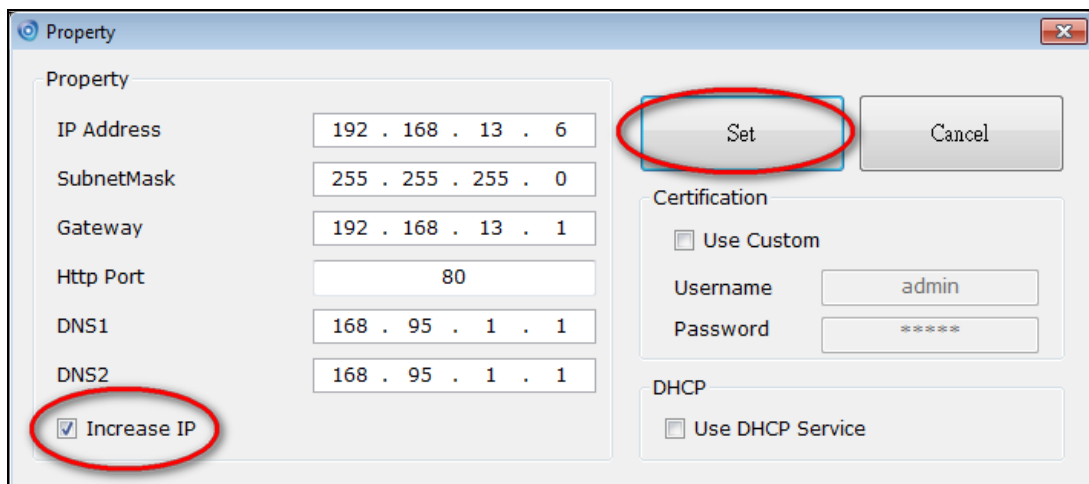 Property
Property
IP Address 192 . 168 . 13 . 6
SubnetMask 255 . 255 . 255 . 0
Gateway 192 . 168 . 13 . 1
Http Port 80
DNS1 168 . 95 . 1 . 1
DNS2 168 . 95 . 1 . 1
Increase IP
Set Cancel
Certification
Use Custom
Username admin
Password *****
DHCP
Use DHCP Service